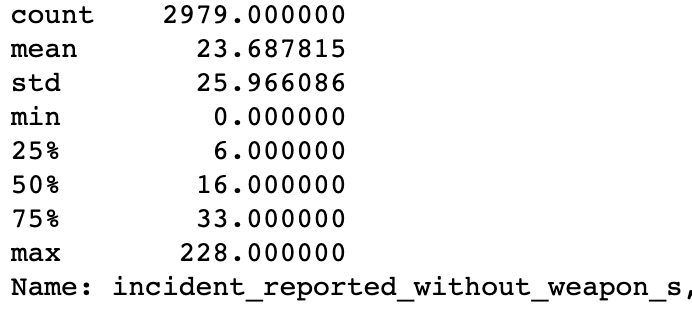 count 2979.000000
mean 23.687815
std 25.966086
min 0.000000
25% 6.000000
50% 16.000000
75% 33.000000
max 228.000000
Name: incident_reported_without_weapon_s,